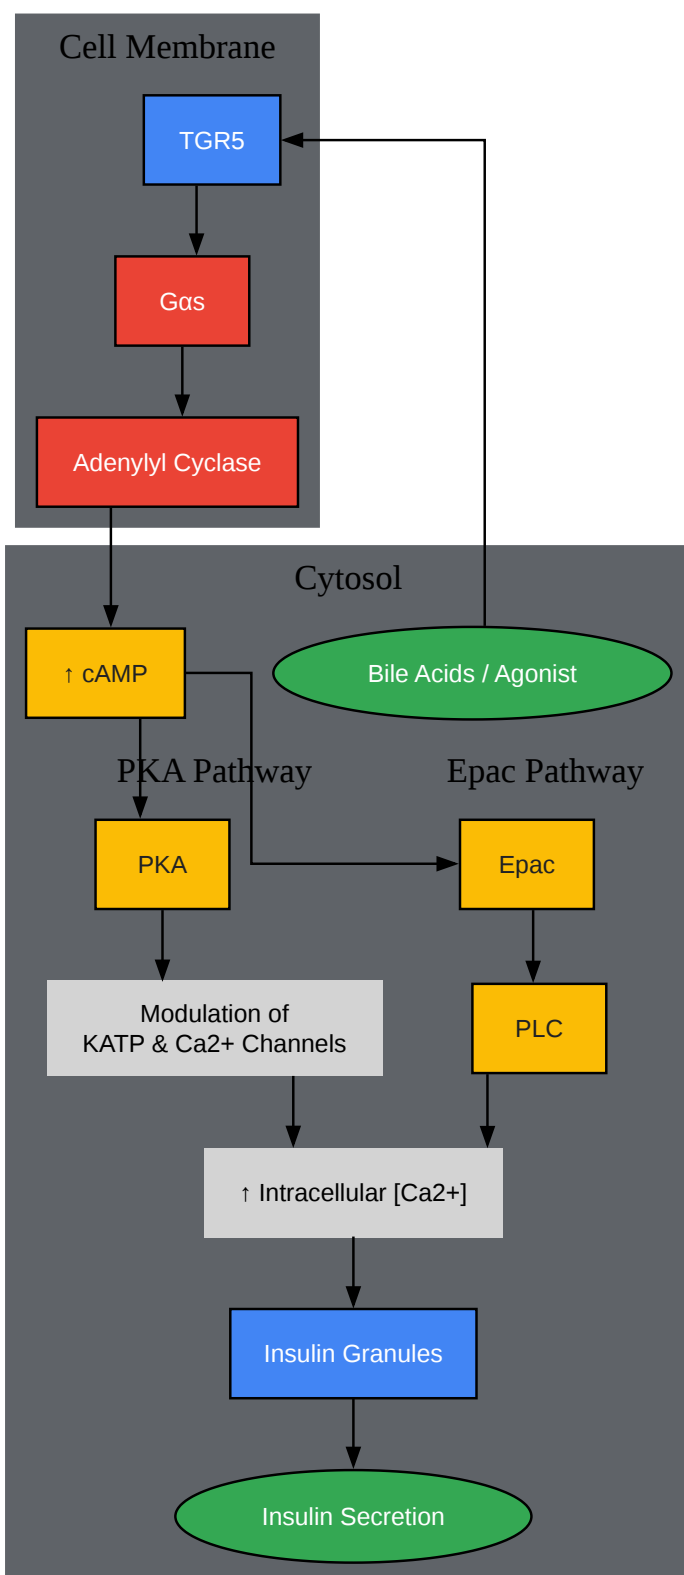 Cell Membrane
TGR5
Gαs
Adenylyl Cyclase
Cytosol
↑ cAMP
Bile Acids / Agonist
PKA Pathway
Epac Pathway
PKA
Epac
Modulation of
KATP & Ca2+ Channels
PLC
↑ Intracellular [Ca2+]
Insulin Granules
Insulin Secretion